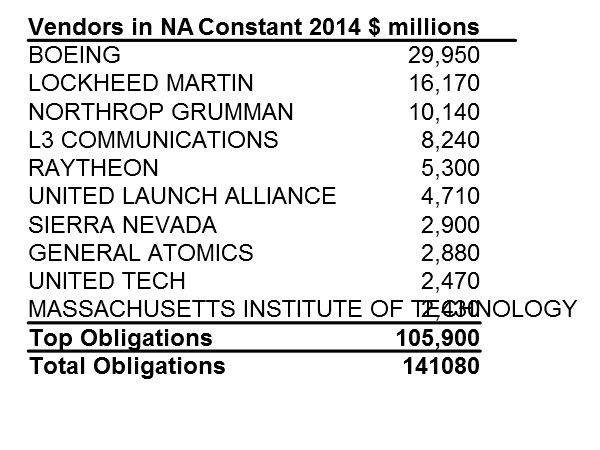 Vendors in NA Constant 2014 $ millions
BOEING 29,950
LOCKHEED MARTIN 16,170
NORTHROP GRUMMAN 10,140
L3 COMMUNICATIONS 8,240
RAYTHEON 5,300
UNITED LAUNCH ALLIANCE 4,710
SIERRA NEVADA 2,900
GENERAL ATOMICS 2,880
UNITED TECH 2,470
MASSACHUSETTS INSTITUTE OF TECHNOLOGY 2,430
Top Obligations 105,900
Total Obligations 141080